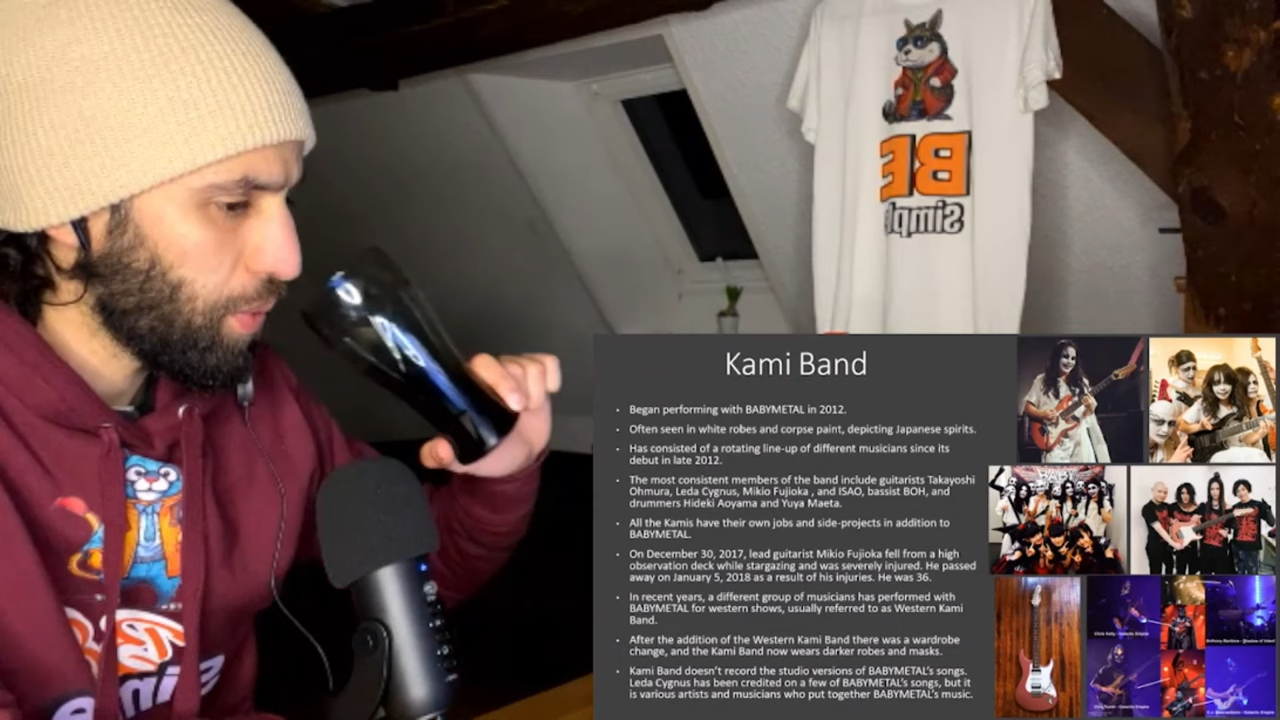 BE
Simple
Kami Band
• Began performing with BABYMETAL in 2012.
• Often seen in white robes and corpse paint, depicting Japanese spirits.
• Has consisted of a rotating line-up of different musicians since its
debut in late 2012.
• The most consistent members of the band include guitarists Takayoshi
Ohmura, Leda Cygnus, Mikio Fujioka , and ISAO, bassist BOH, and
drummers Hideki Aoyama and Yuya Maeta.
• All the Kamis have their own jobs and side-projects in addition to
BABYMETAL.
• On December 30, 2017, lead guitarist Mikio Fujioka fell from a high
observation deck while stargazing and was severely injured. He passed
away on January 5, 2018 as a result of his injuries. He was 36.
• In recent years, a different group of musicians has performed with
BABYMETAL for western shows, usually referred to as Western Kami
Band.
• After the addition of the Western Kami Band there was a wardrobe
change, and the Kami Band now wears darker robes and masks.
• Kami Band doesn't record the studio versions of BABYMETAL's songs.
Leda Cygnus has been credited on a few of BABYMETAL's songs, but it
is various artists and musicians who put together BABYMETAL's music.